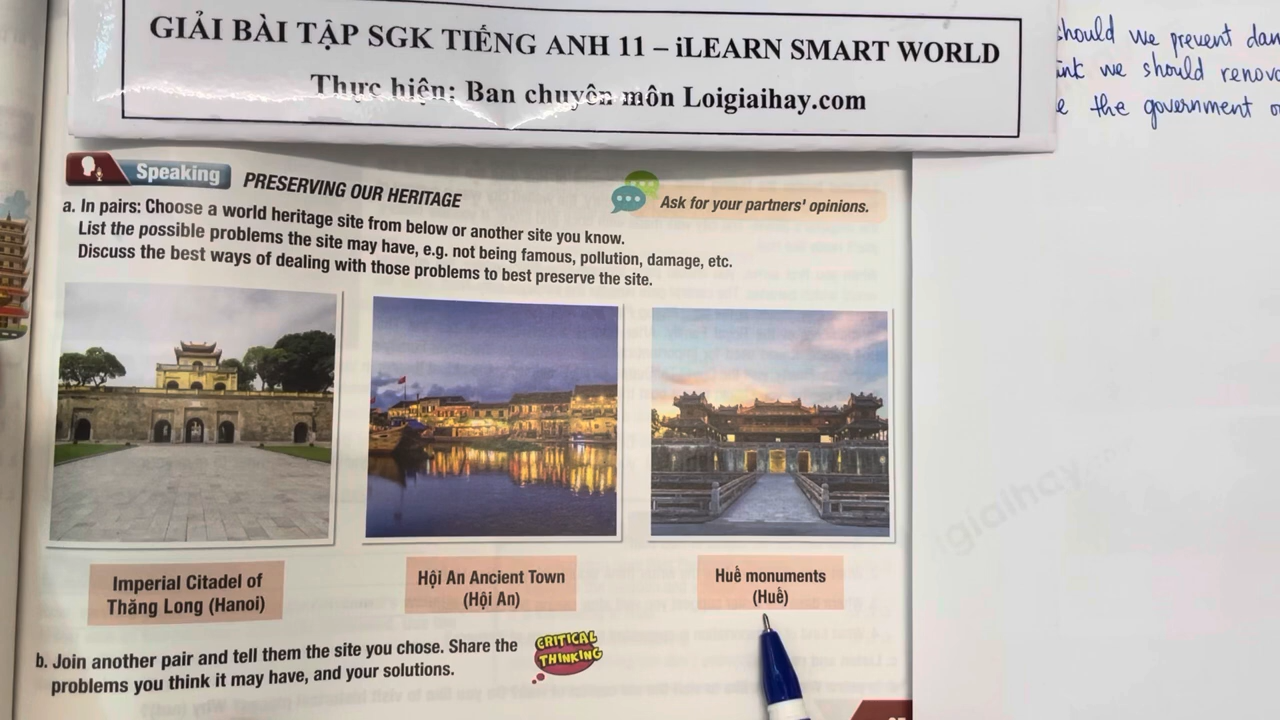 GIẢI BÀI TẬP SGK TIẾNG ANH 11 – iLEARN SMART WORLD
Thực hiện: Ban chuyên môn Loigiaihay.com
should we prevent
we should renova
the government
Speaking
PRESERVING OUR HERITAGE
Ask for your partners' opinions.
a. In pairs: Choose a world heritage site from below or another site you know.
List the possible problems the site may have, e.g. not being famous, pollution, damage, etc.
Discuss the best ways of dealing with those problems to best preserve the site.
Imperial Citadel of
Thăng Long (Hanoi)
Hội An Ancient Town
(Hội An)
Huế monuments
(Huế)
b. Join another pair and tell them the site you chose. Share the
problems you think it may have, and your solutions.
CRITICAL
THINKING